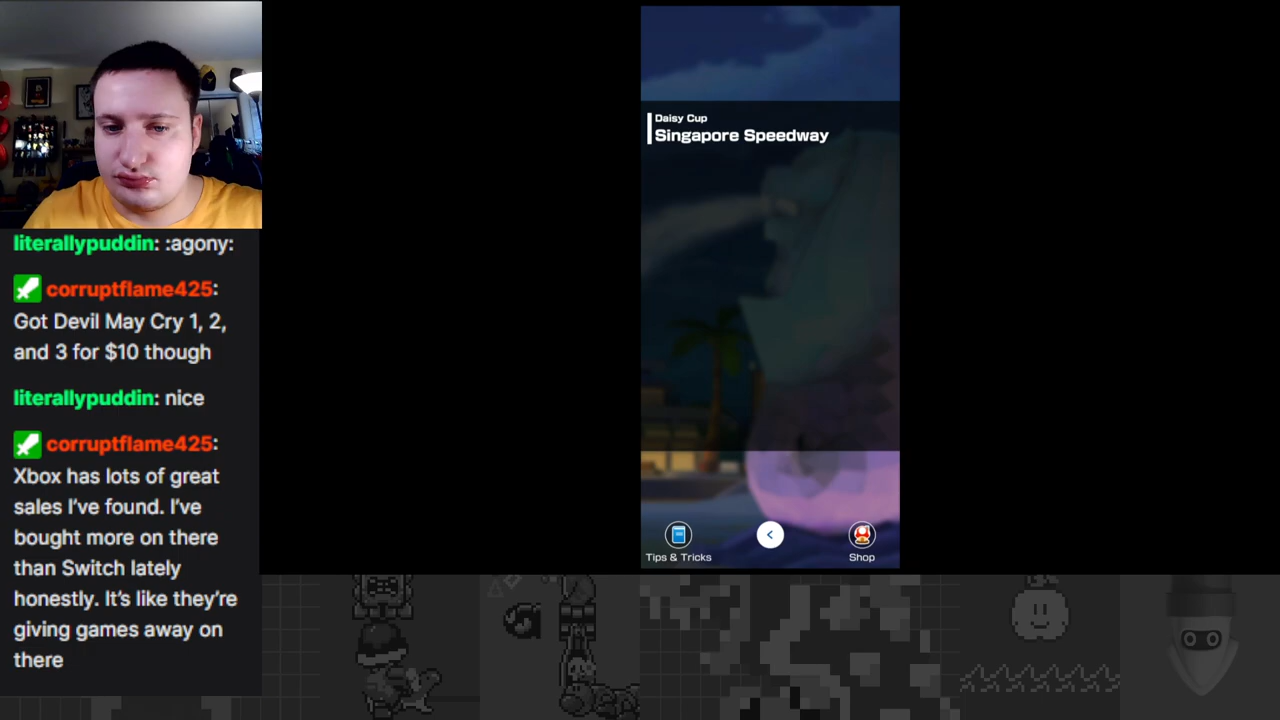 literallypuddin: :agony:
corruptflame425:
Got Devil May Cry 1, 2,
and 3 for $10 though
literallypuddin: nice
corruptflame425:
Xbox has lots of great
sales I've found. I've
bought more on there
than Switch lately
honestly. It's like they're
giving games away on
there
Daisy Cup
Singapore Speedway
Tips & Tricks
Shop